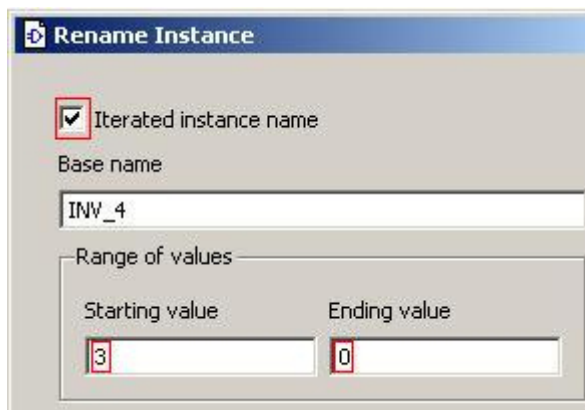 Rename Instance
Iterated instance name
Base name
INV_4
Range of values
Starting value Ending value
3 0